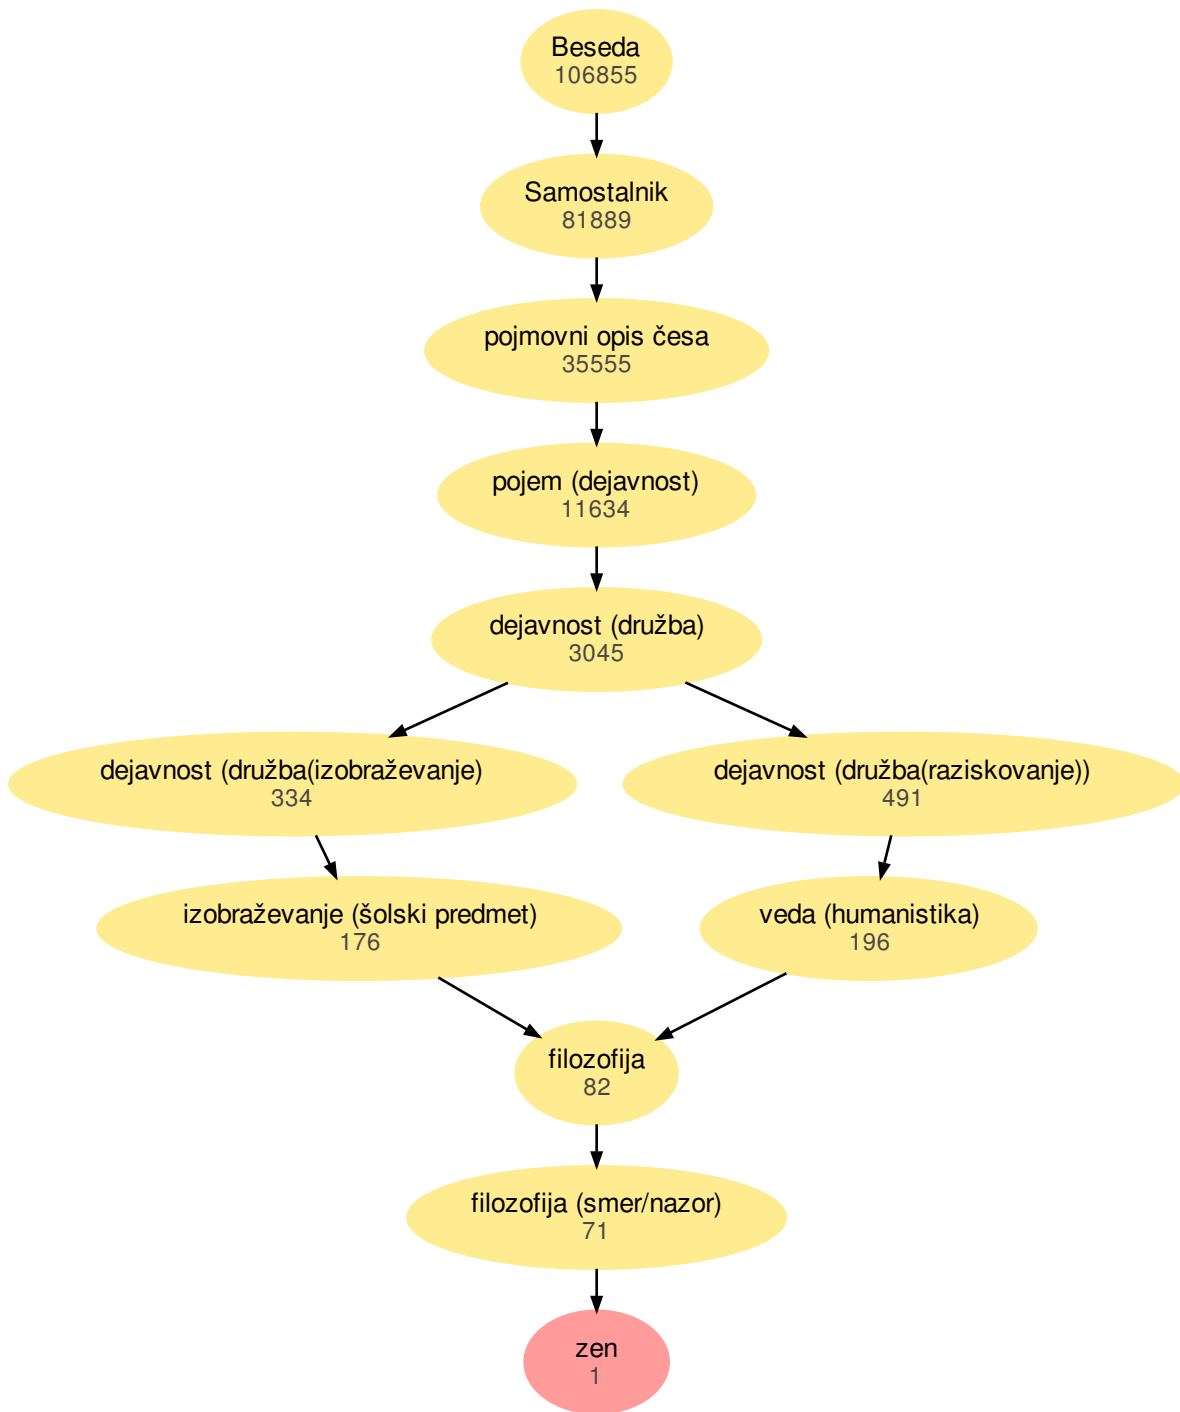 Beseda
106855
Samostalnik
81889
pojmovni opis česa
35555
pojem (dejavnost)
11634
dejavnost (družba)
3045
dejavnost (družba(izobraževanje)
334
dejavnost (družba(raziskovanje))
491
izobraževanje (šolski predmet)
176
veda (humanistika)
196
filozofija
82
filozofija (smer/nazor)
71
zen
1